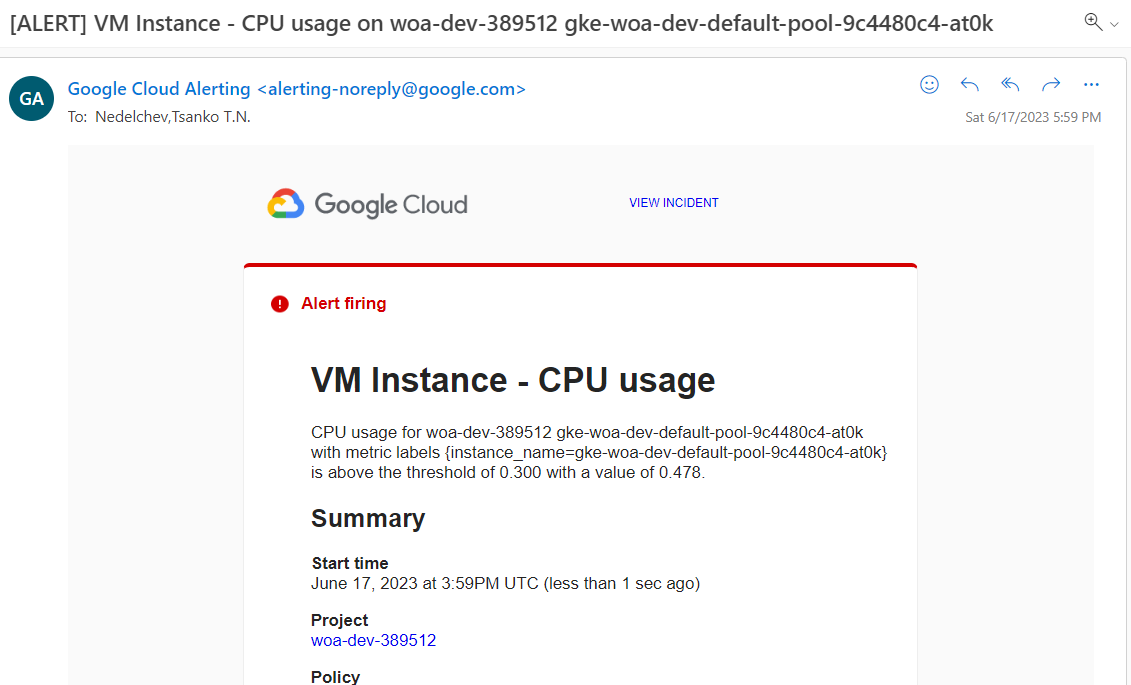 [ALERT] VM Instance - CPU usage on woa-dev-389512 gke-woa-dev-default-pool-9c4480c4-at0k
GA
Google Cloud Alerting <alerting-noreply@google.com>
To: Nedelchev,Tsanko T.N.
Sat 6/17/2023 5:59 PM
Google Cloud
VIEW INCIDENT
Alert firing
VM Instance - CPU usage
CPU usage for woa-dev-389512 gke-woa-dev-default-pool-9c4480c4-at0k
with metric labels {instance_name=gke-woa-dev-default-pool-9c4480c4-at0k}
is above the threshold of 0.300 with a value of 0.478.
Summary
Start time
June 17, 2023 at 3:59PM UTC (less than 1 sec ago)
Project
woa-dev-389512
Policy